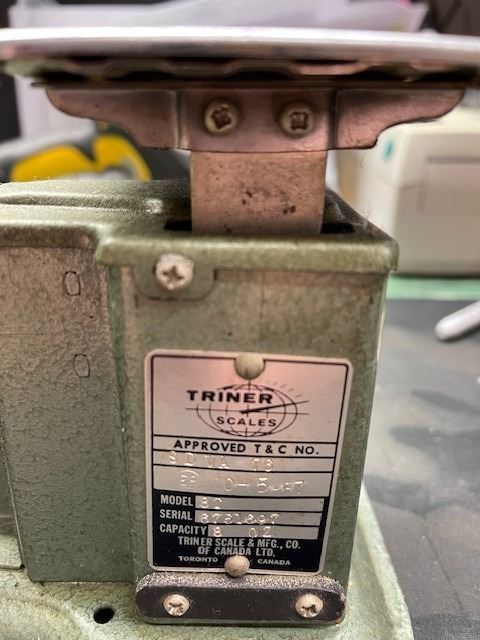 TRINER
SCALES
APPROVED T & C NO.
MODEL
SERIAL
CAPACITY 8 OZ
TRINER SCALE & MFG., CO.
OF CANADA LTD.
TORONTO CANADA